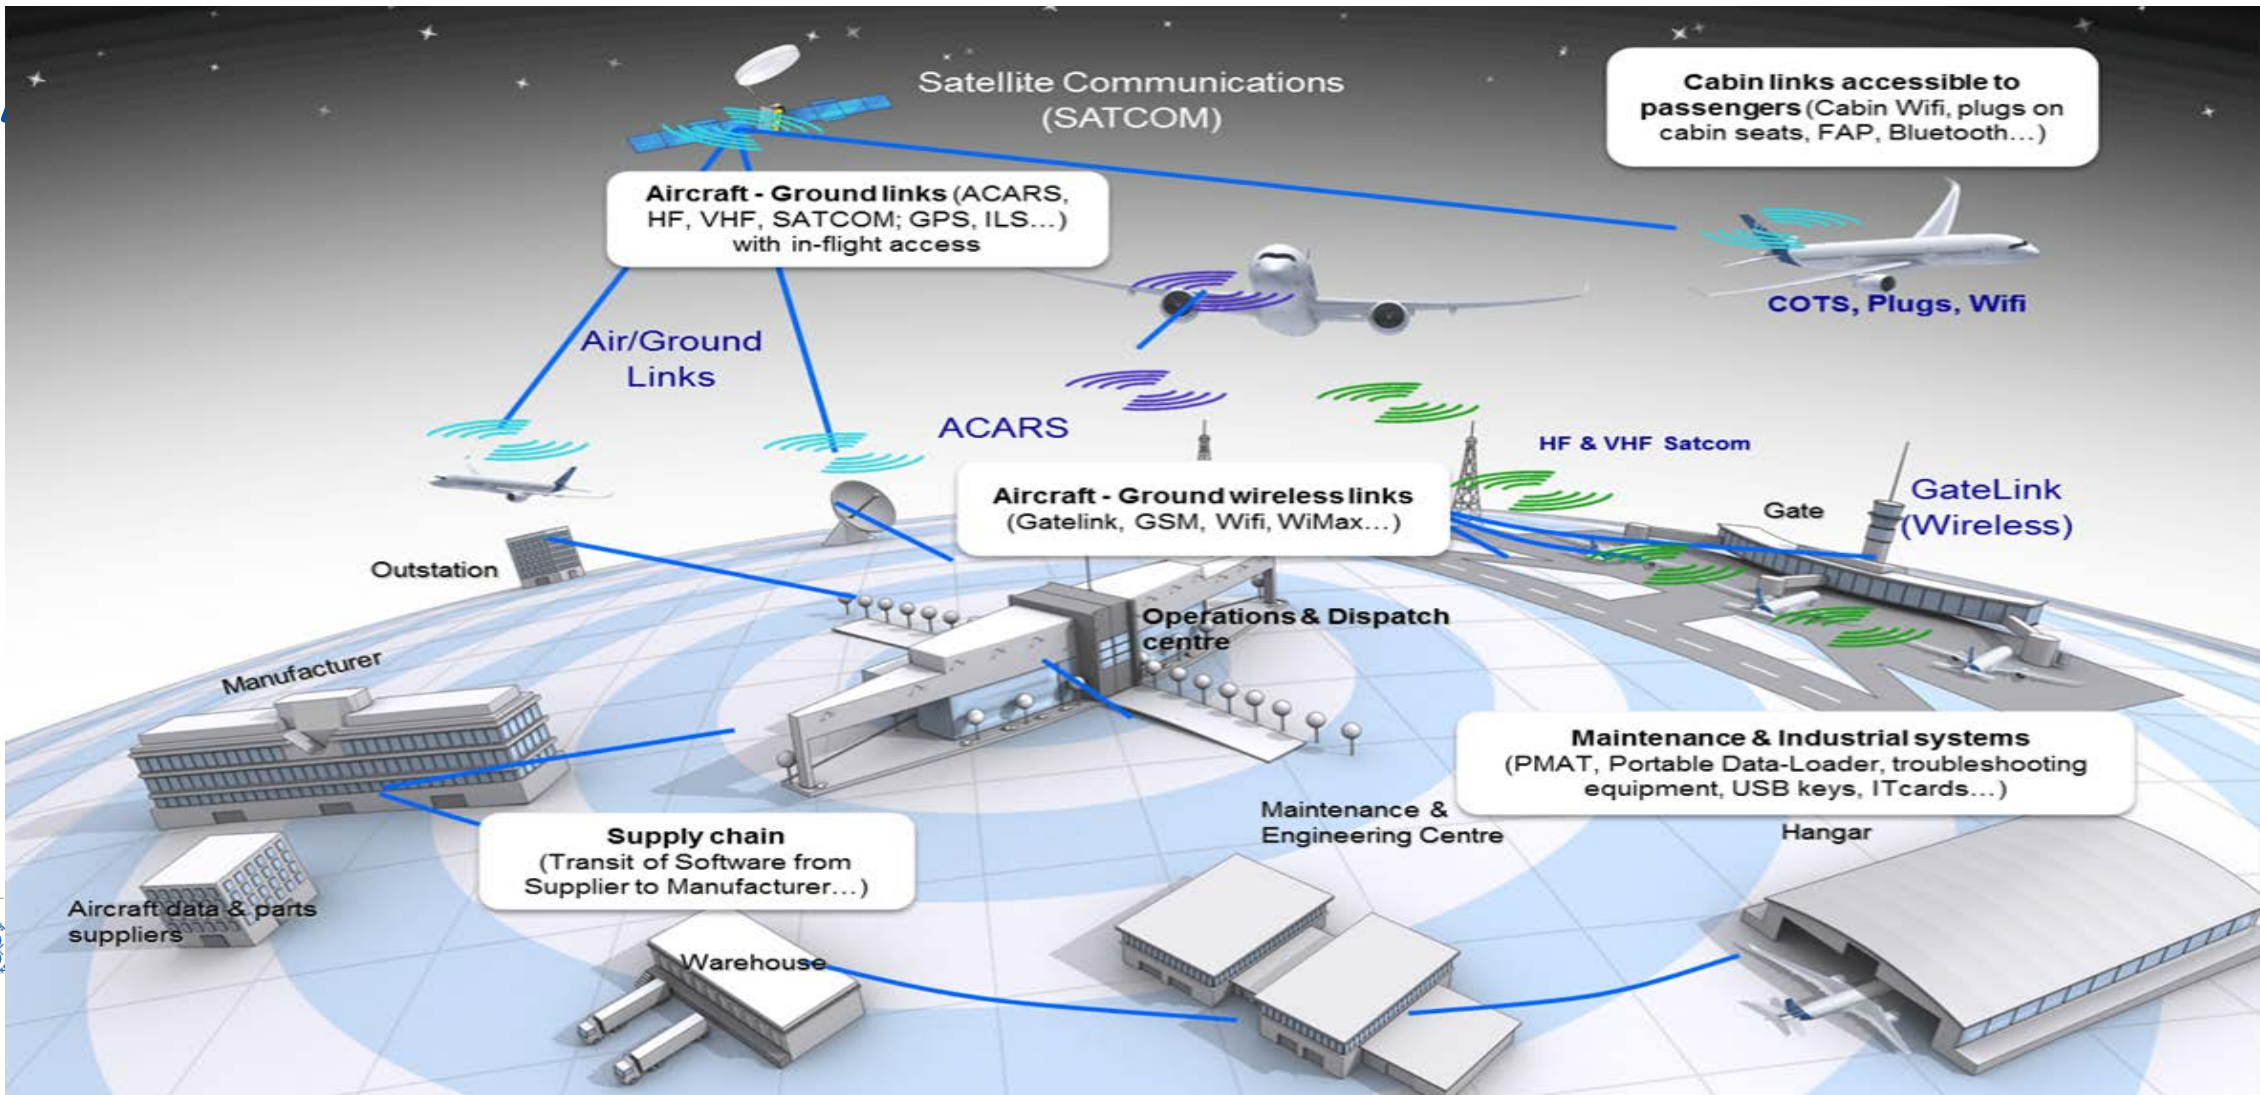 Satellite Communications
(SATCOM)
Cabin links accessible to
passengers (Cabin Wifi, plugs on
cabin seats, FAP, Bluetooth…)
Aircraft - Ground links (ACARS,
HF, VHF, SATCOM; GPS, ILS…)
with in-flight access
COTS, Plugs, Wifi
Air/Ground
Links
ACARS
HF & VHF Satcom
Aircraft - Ground wireless links
(Gatelink, GSM, Wifi, WiMax…)
Gate
GateLink
(Wireless)
Outstation
Operations & Dispatch
centre
Manufacturer
Maintenance & Industrial systems
(PMAT, Portable Data-Loader, troubleshooting
equipment, USB keys, ITcards…)
Maintenance &
Engineering Centre
Hangar
Supply chain
(Transit of Software from
Supplier to Manufacturer…)
Aircraft data & parts
suppliers
Warehouse